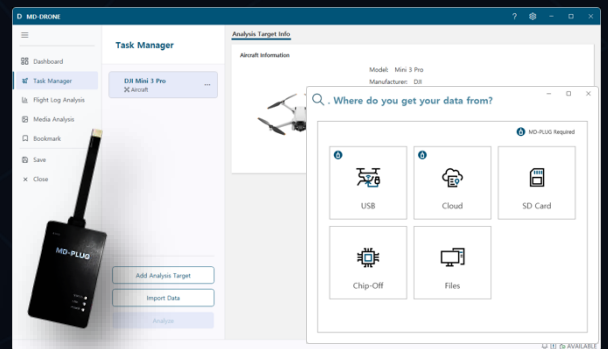 D MD-DRONE
?
Dashboard
Task Manager
Flight Log Analysis
Media Analysis
Bookmark
Save
Close
Task Manager
DJI Mini 3 Pro
Aircraft
...
Add Analysis Target
Import Data
Analyze
Analysis Target Info
Aircraft Information
Model: Mini 3 Pro
Manufacturer: DJI
. Where do you get your data from?
MD-PLUG Required
USB
Cloud
SD Card
Chip-Off
Files
MD-PLUG
AVAILABLE